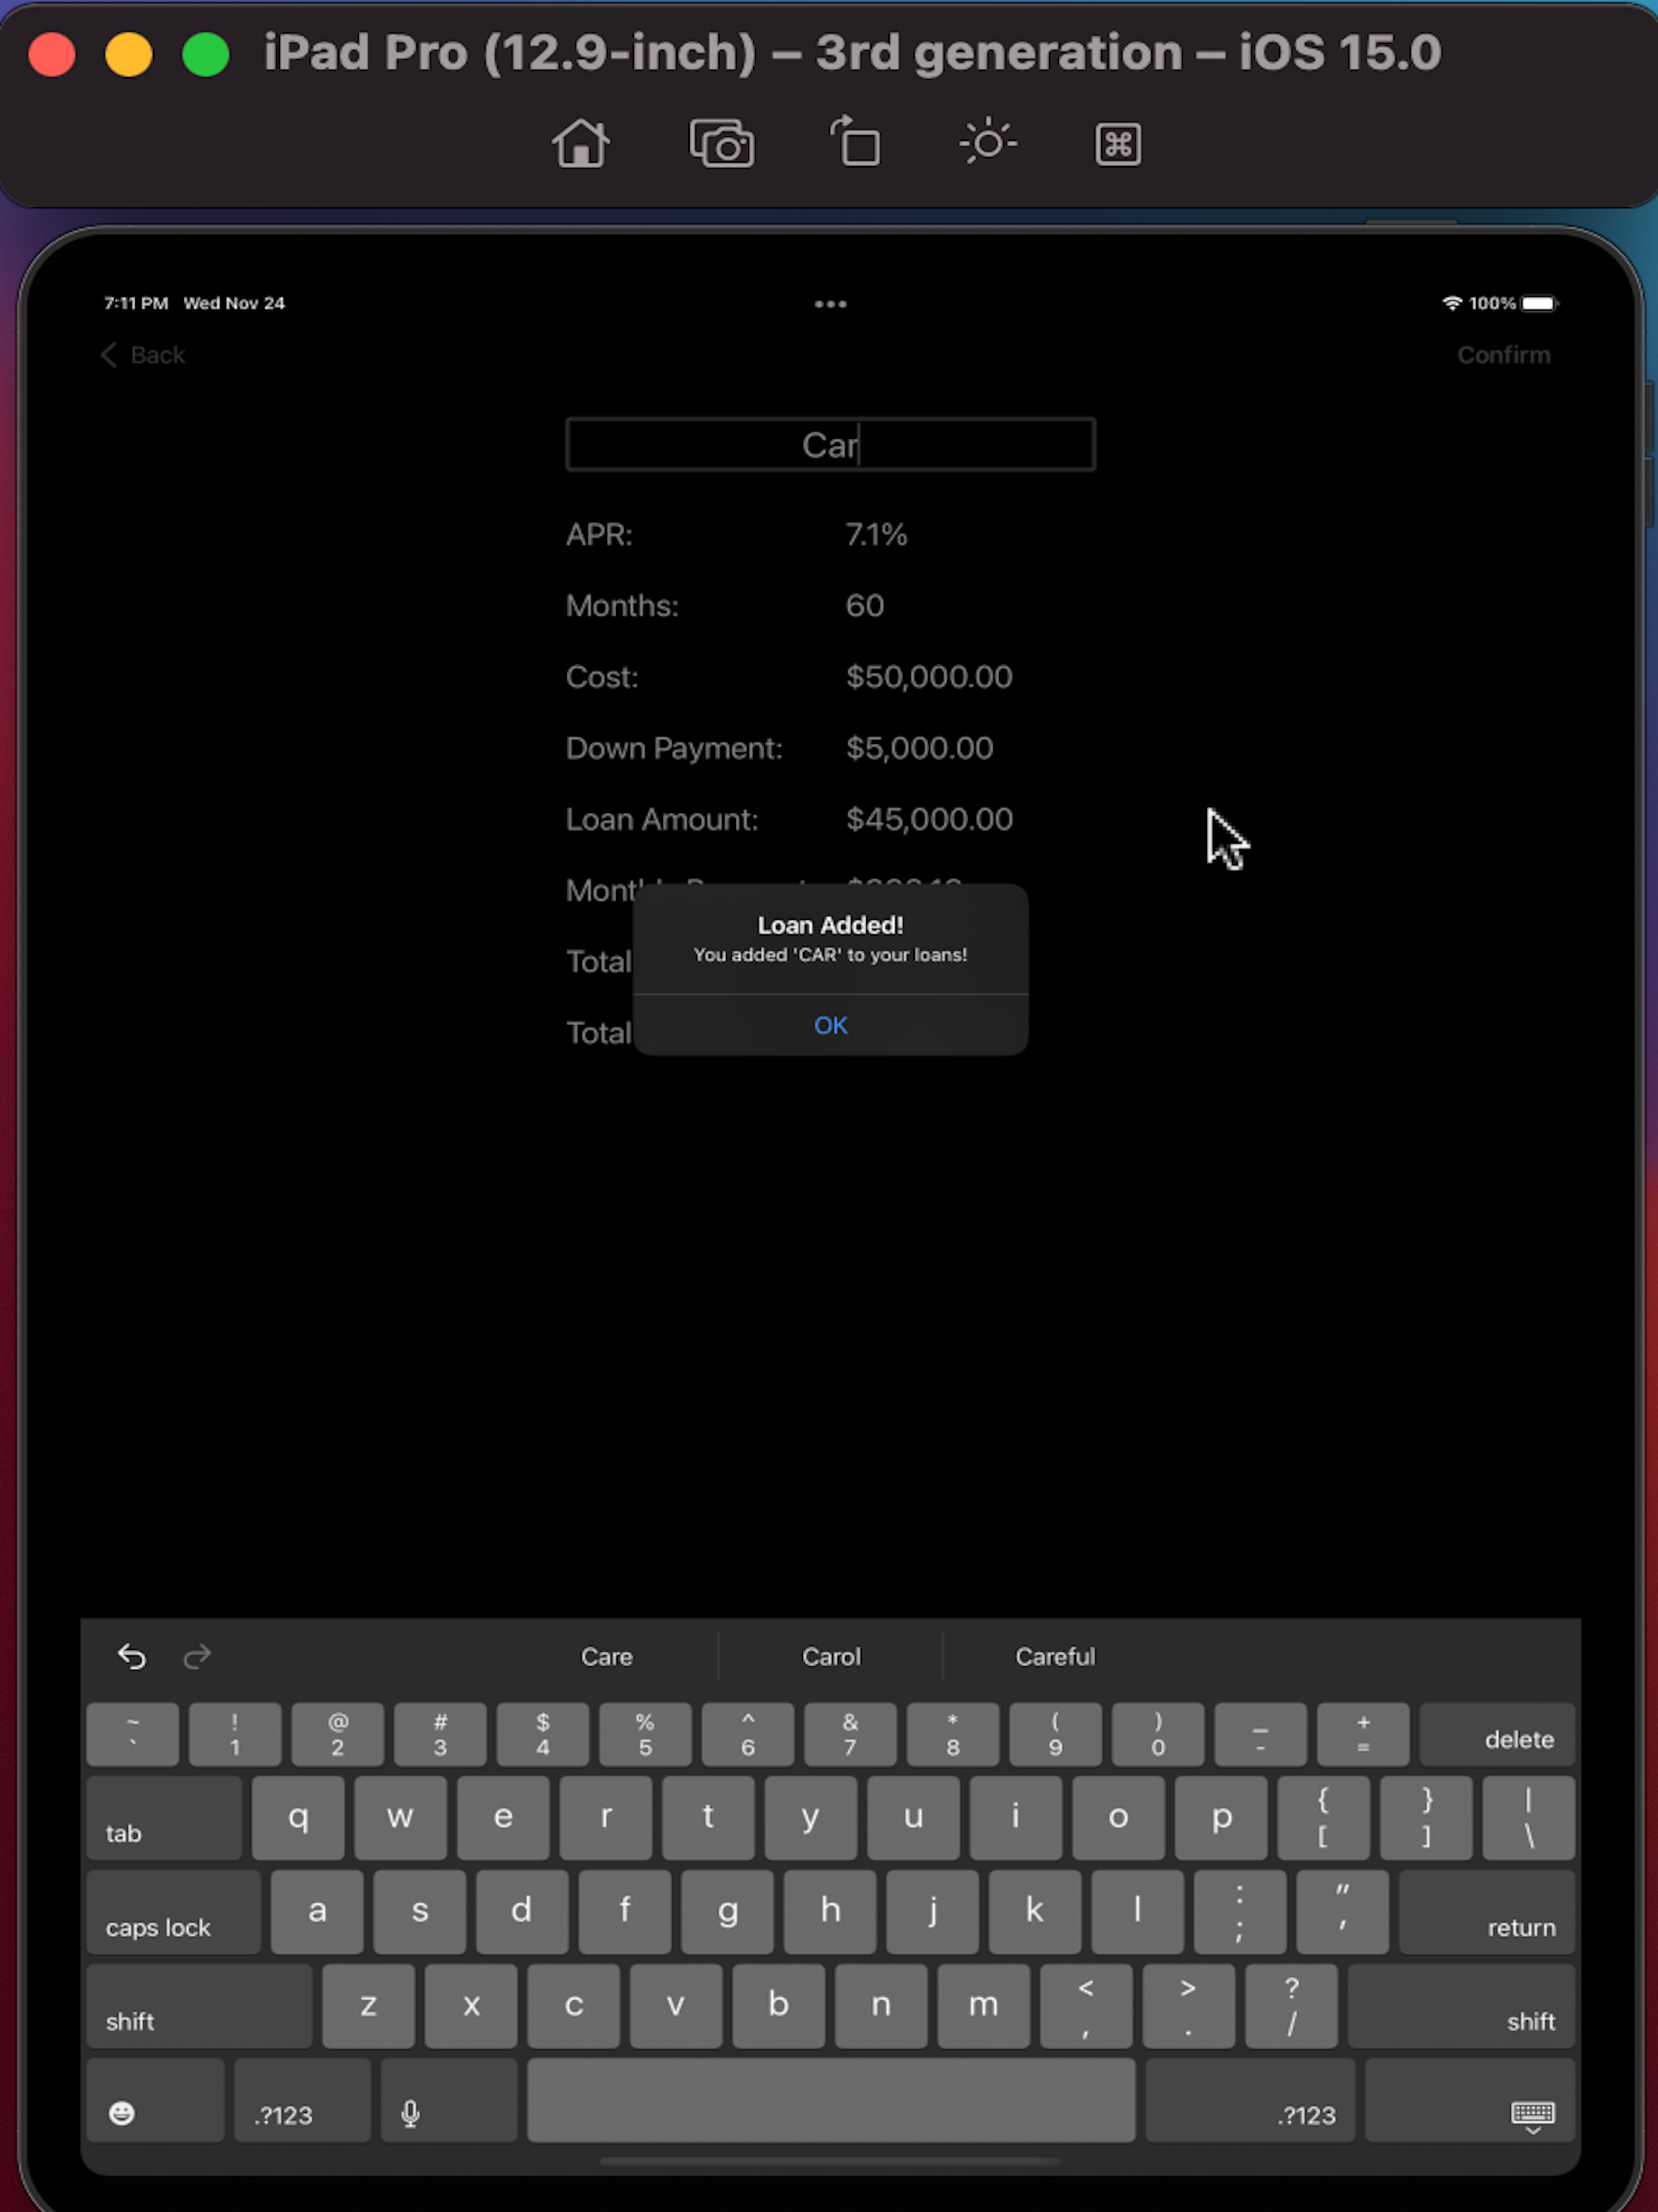 iPad Pro (12.9-inch) – 3rd generation – iOS 15.0
7:11 PM Wed Nov 24
100%
Back
Confirm
Car
APR: 7.1%
Months: 60
Cost: $50,000.00
Down Payment: $5,000.00
Loan Amount: $45,000.00
Loan Added!
You added 'CAR' to your loans!
Total
OK
Total
Care Carol Careful
~ ! @ # $ % ^ & * ( ) _ +
` 1 2 3 4 5 6 7 8 9 0 - = delete
tab q w e r t y u i o p { [ } ] | \
caps lock a s d f g h j k l : ; " ' return
shift z x c v b n m < , > . ? / shift
.?123 .?123